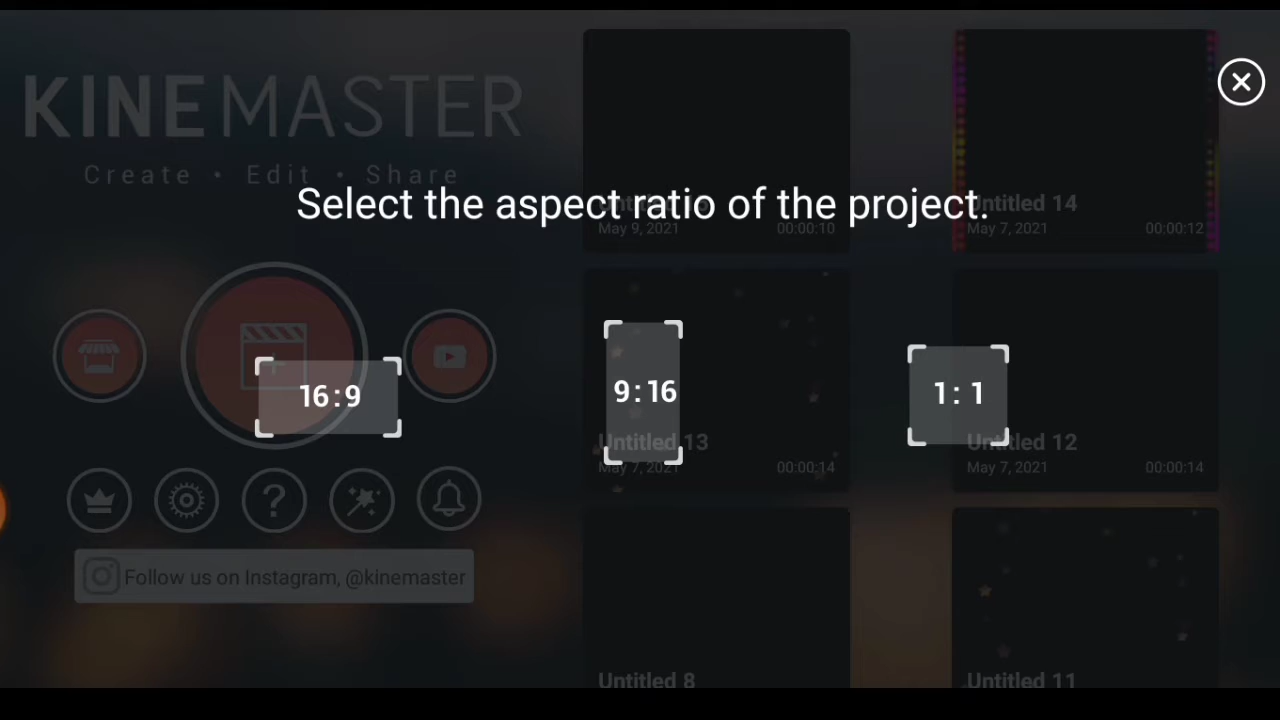 KINEMASTER
Create • Edit • Share
Select the aspect ratio of the project.
16:9
9:16
1:1
Follow us on Instagram, @kinemaster
May 9, 2021 00:00:10
Untitled 14
May 7, 2021 00:00:12
Untitled 13
May 7, 2021 00:00:14
Untitled 12
May 7, 2021 00:00:14
Untitled 8
Untitled 11